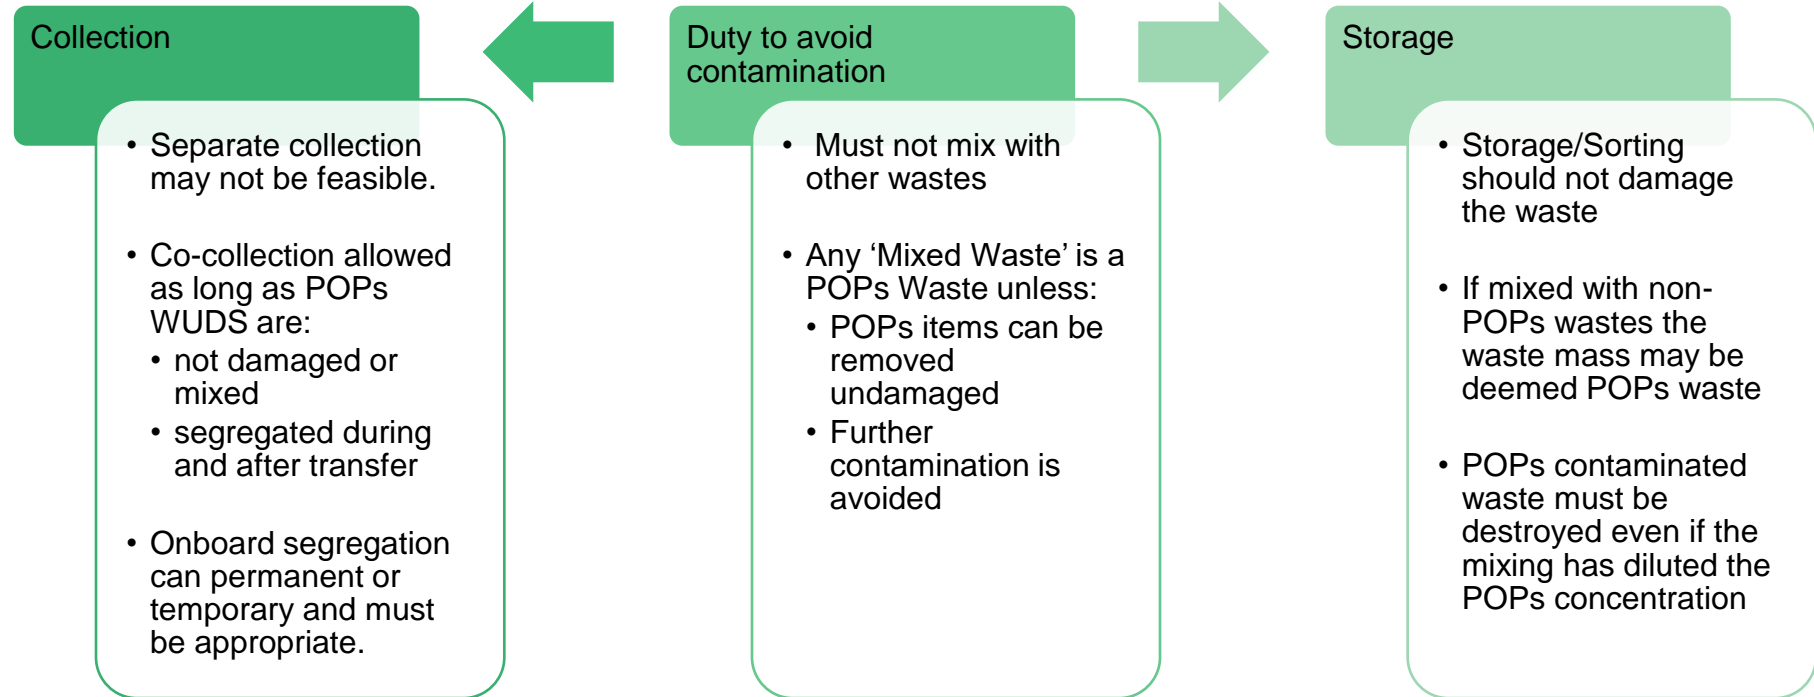 Collection
• Separate collection
may not be feasible.
• Co-collection allowed
as long as POPs
WUDS are:
• not damaged or
mixed
• segregated during
and after transfer
• Onboard segregation
can permanent or
temporary and must
be appropriate.
Duty to avoid
contamination
• Must not mix with
other wastes
• Any ‘Mixed Waste’ is a
POPs Waste unless:
• POPs items can be
removed
undamaged
• Further
contamination is
avoided
Storage
• Storage/Sorting
should not damage
the waste
• If mixed with non-
POPs wastes the
waste mass may be
deemed POPs waste
• POPs contaminated
waste must be
destroyed even if the
mixing has diluted the
POPs concentration